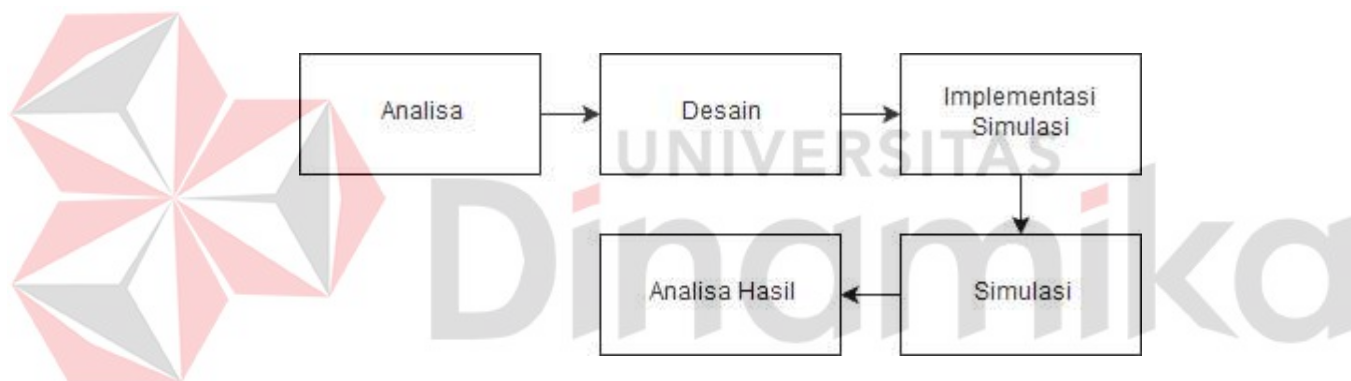 Analisa
Desain
Implementasi
Simulasi
UNIVERSITAS
Dinamika
Analisa Hasil
Simulasi